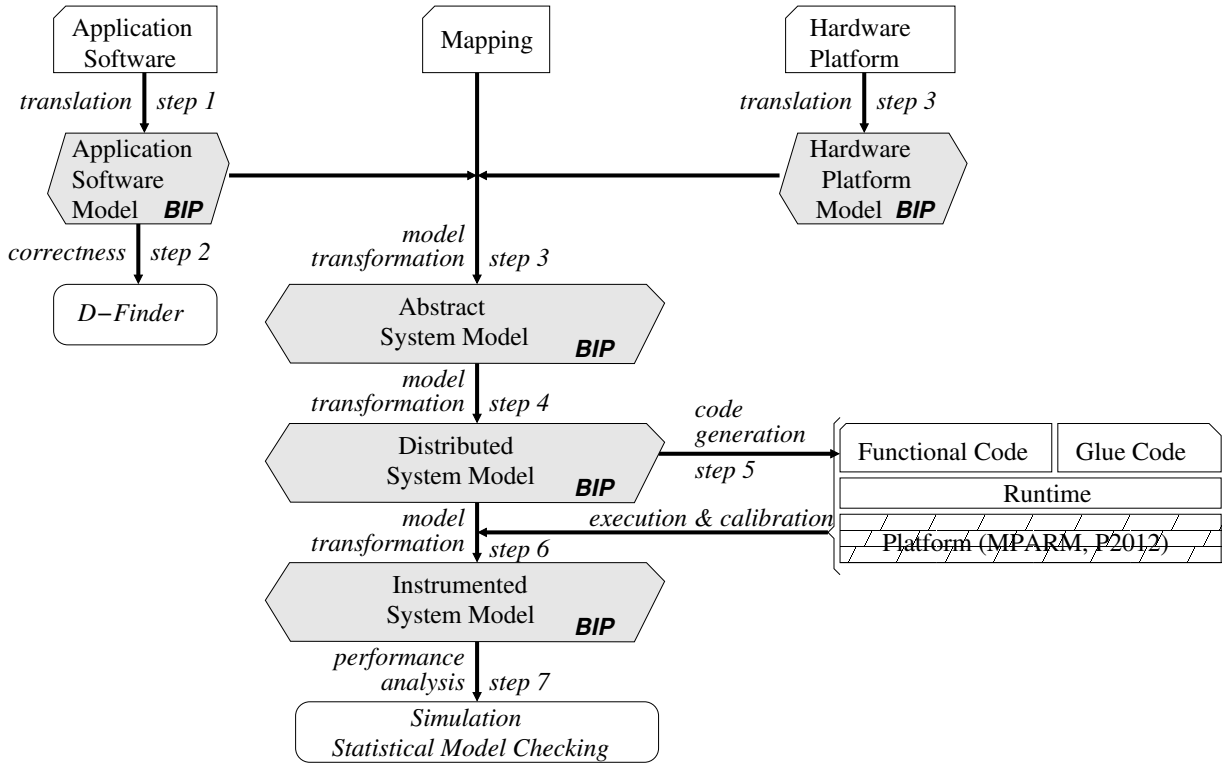 Application
Software
Mapping
Hardware
Platform
translation step 1
translation step 3
Application
Software
Model BIP
Hardware
Platform
Model BIP
correctness step 2
model
transformation step 3
D−Finder
Abstract
System Model
BIP
model
transformation step 4
code
generation
step 5
Distributed
System Model
BIP
Functional Code
Glue Code
Runtime
Platform (MPARM, P2012)
execution & calibration
model
transformation step 6
Instrumented
System Model
BIP
performance
analysis step 7
Simulation
Statistical Model Checking